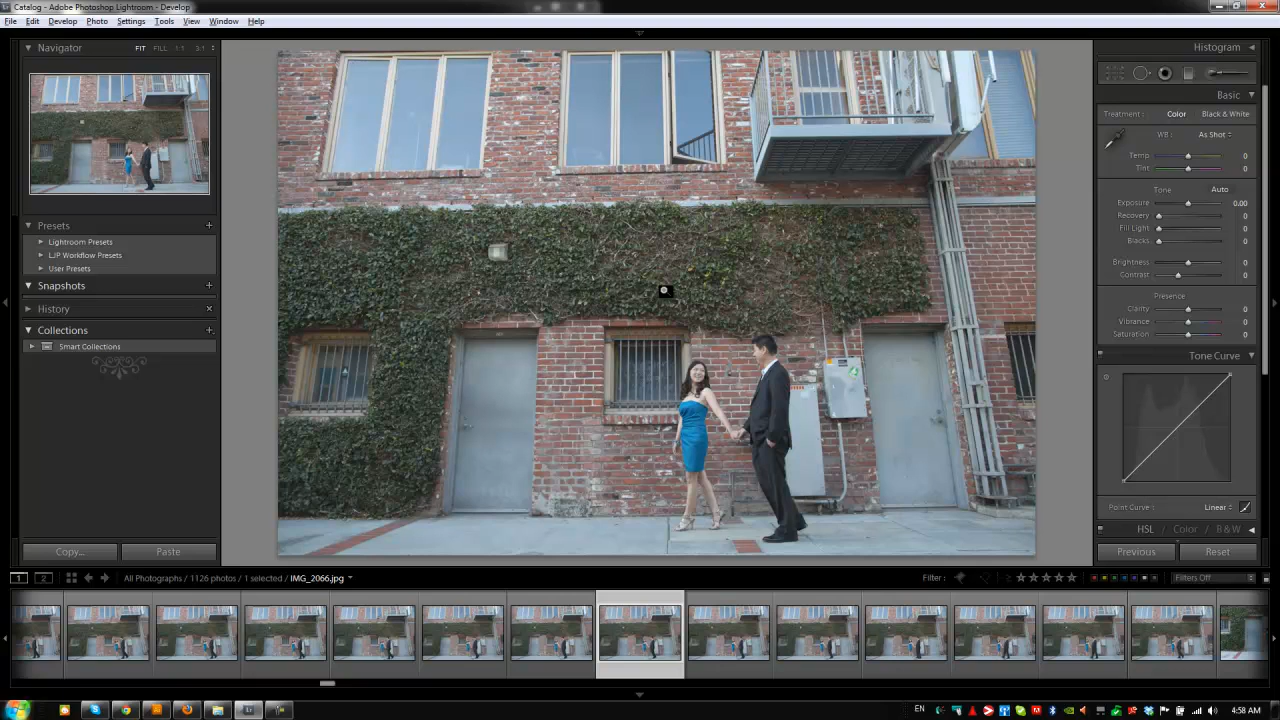 Catalog - Adobe Photoshop Lightroom - Develop
File Edit Develop Photo Settings Tools View Window Help
Navigator FIT FILL 1:1 3:1
Histogram
Basic
Treatment: Color Black & White
WB: As Shot
Temp 0
Tint 0
Tone Auto
Exposure 0.00
Recovery 0
Fill Light 0
Blacks 0
Brightness 0
Contrast 0
Presence
Clarity 0
Vibrance 0
Saturation 0
Tone Curve
Point Curve: Linear
HSL / Color / B & W
Previous Reset
Presets
Lightroom Presets
LJP Workflow Presets
User Presets
Snapshots
History
Collections
Smart Collections
Copy... Paste
1 2 All Photographs / 1126 photos / 1 selected / IMG_2066.jpg
Filter: Filters Off
EN 4:58 AM